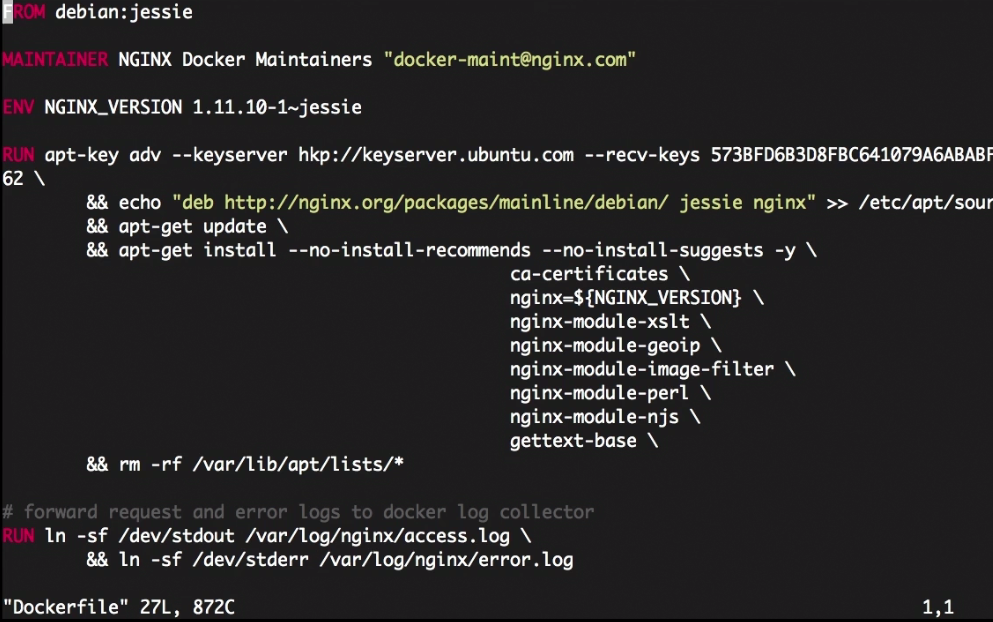 FROM debian:jessie
MAINTAINER NGINX Docker Maintainers "docker-maint@nginx.com"
ENV NGINX_VERSION 1.11.10-1~jessie
RUN apt-key adv --keyserver hkp://keyserver.ubuntu.com --recv-keys 573BFD6B3D8FBC641079A6ABABF
62 \
&& echo "deb http://nginx.org/packages/mainline/debian/ jessie nginx" >> /etc/apt/sour
&& apt-get update \
&& apt-get install --no-install-recommends --no-install-suggests -y \
ca-certificates \
nginx=${NGINX_VERSION} \
nginx-module-xslt \
nginx-module-geoip \
nginx-module-image-filter \
nginx-module-perl \
nginx-module-njs \
gettext-base \
&& rm -rf /var/lib/apt/lists/*
# forward request and error logs to docker log collector
RUN ln -sf /dev/stdout /var/log/nginx/access.log \
&& ln -sf /dev/stderr /var/log/nginx/error.log
"Dockerfile" 27L, 872C 1,1